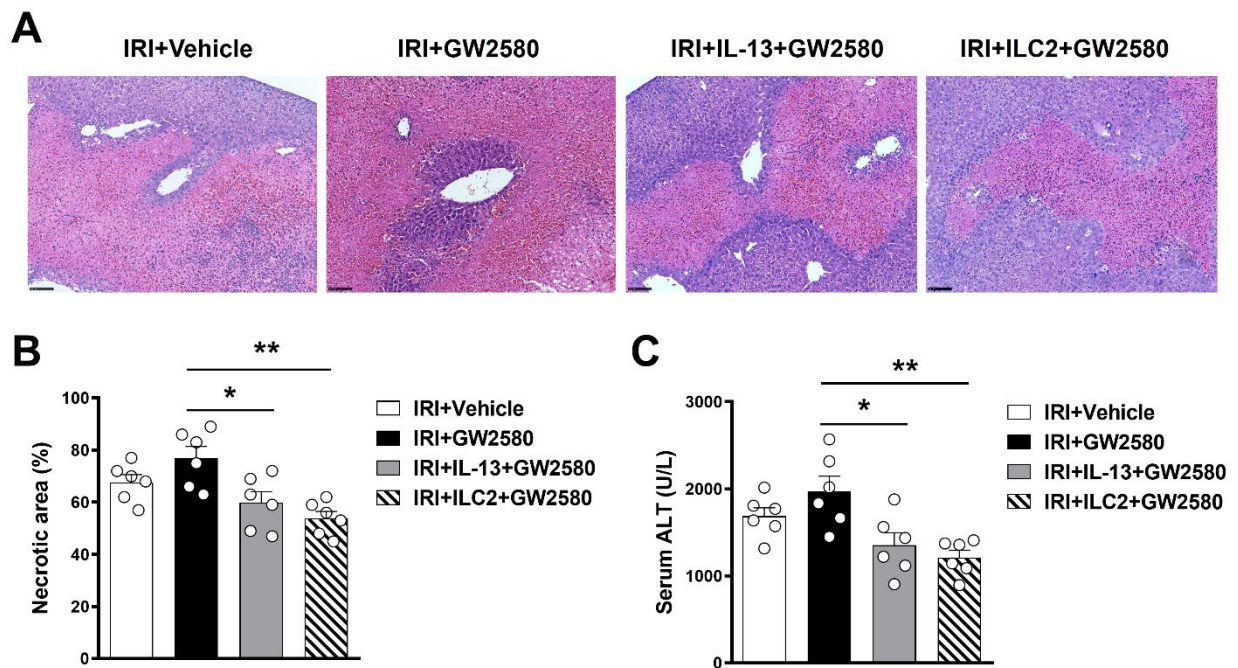 A
IRI+Vehicle
IRI+GW2580
IRI+IL-13+GW2580
IRI+ILC2+GW2580
B
**
*
Necrotic area (%)
100
80
60
40
20
0
IRI+Vehicle
IRI+GW2580
IRI+IL-13+GW2580
IRI+ILC2+GW2580
C
**
*
Serum ALT (U/L)
3000
2000
1000
0
IRI+Vehicle
IRI+GW2580
IRI+IL-13+GW2580
IRI+ILC2+GW2580